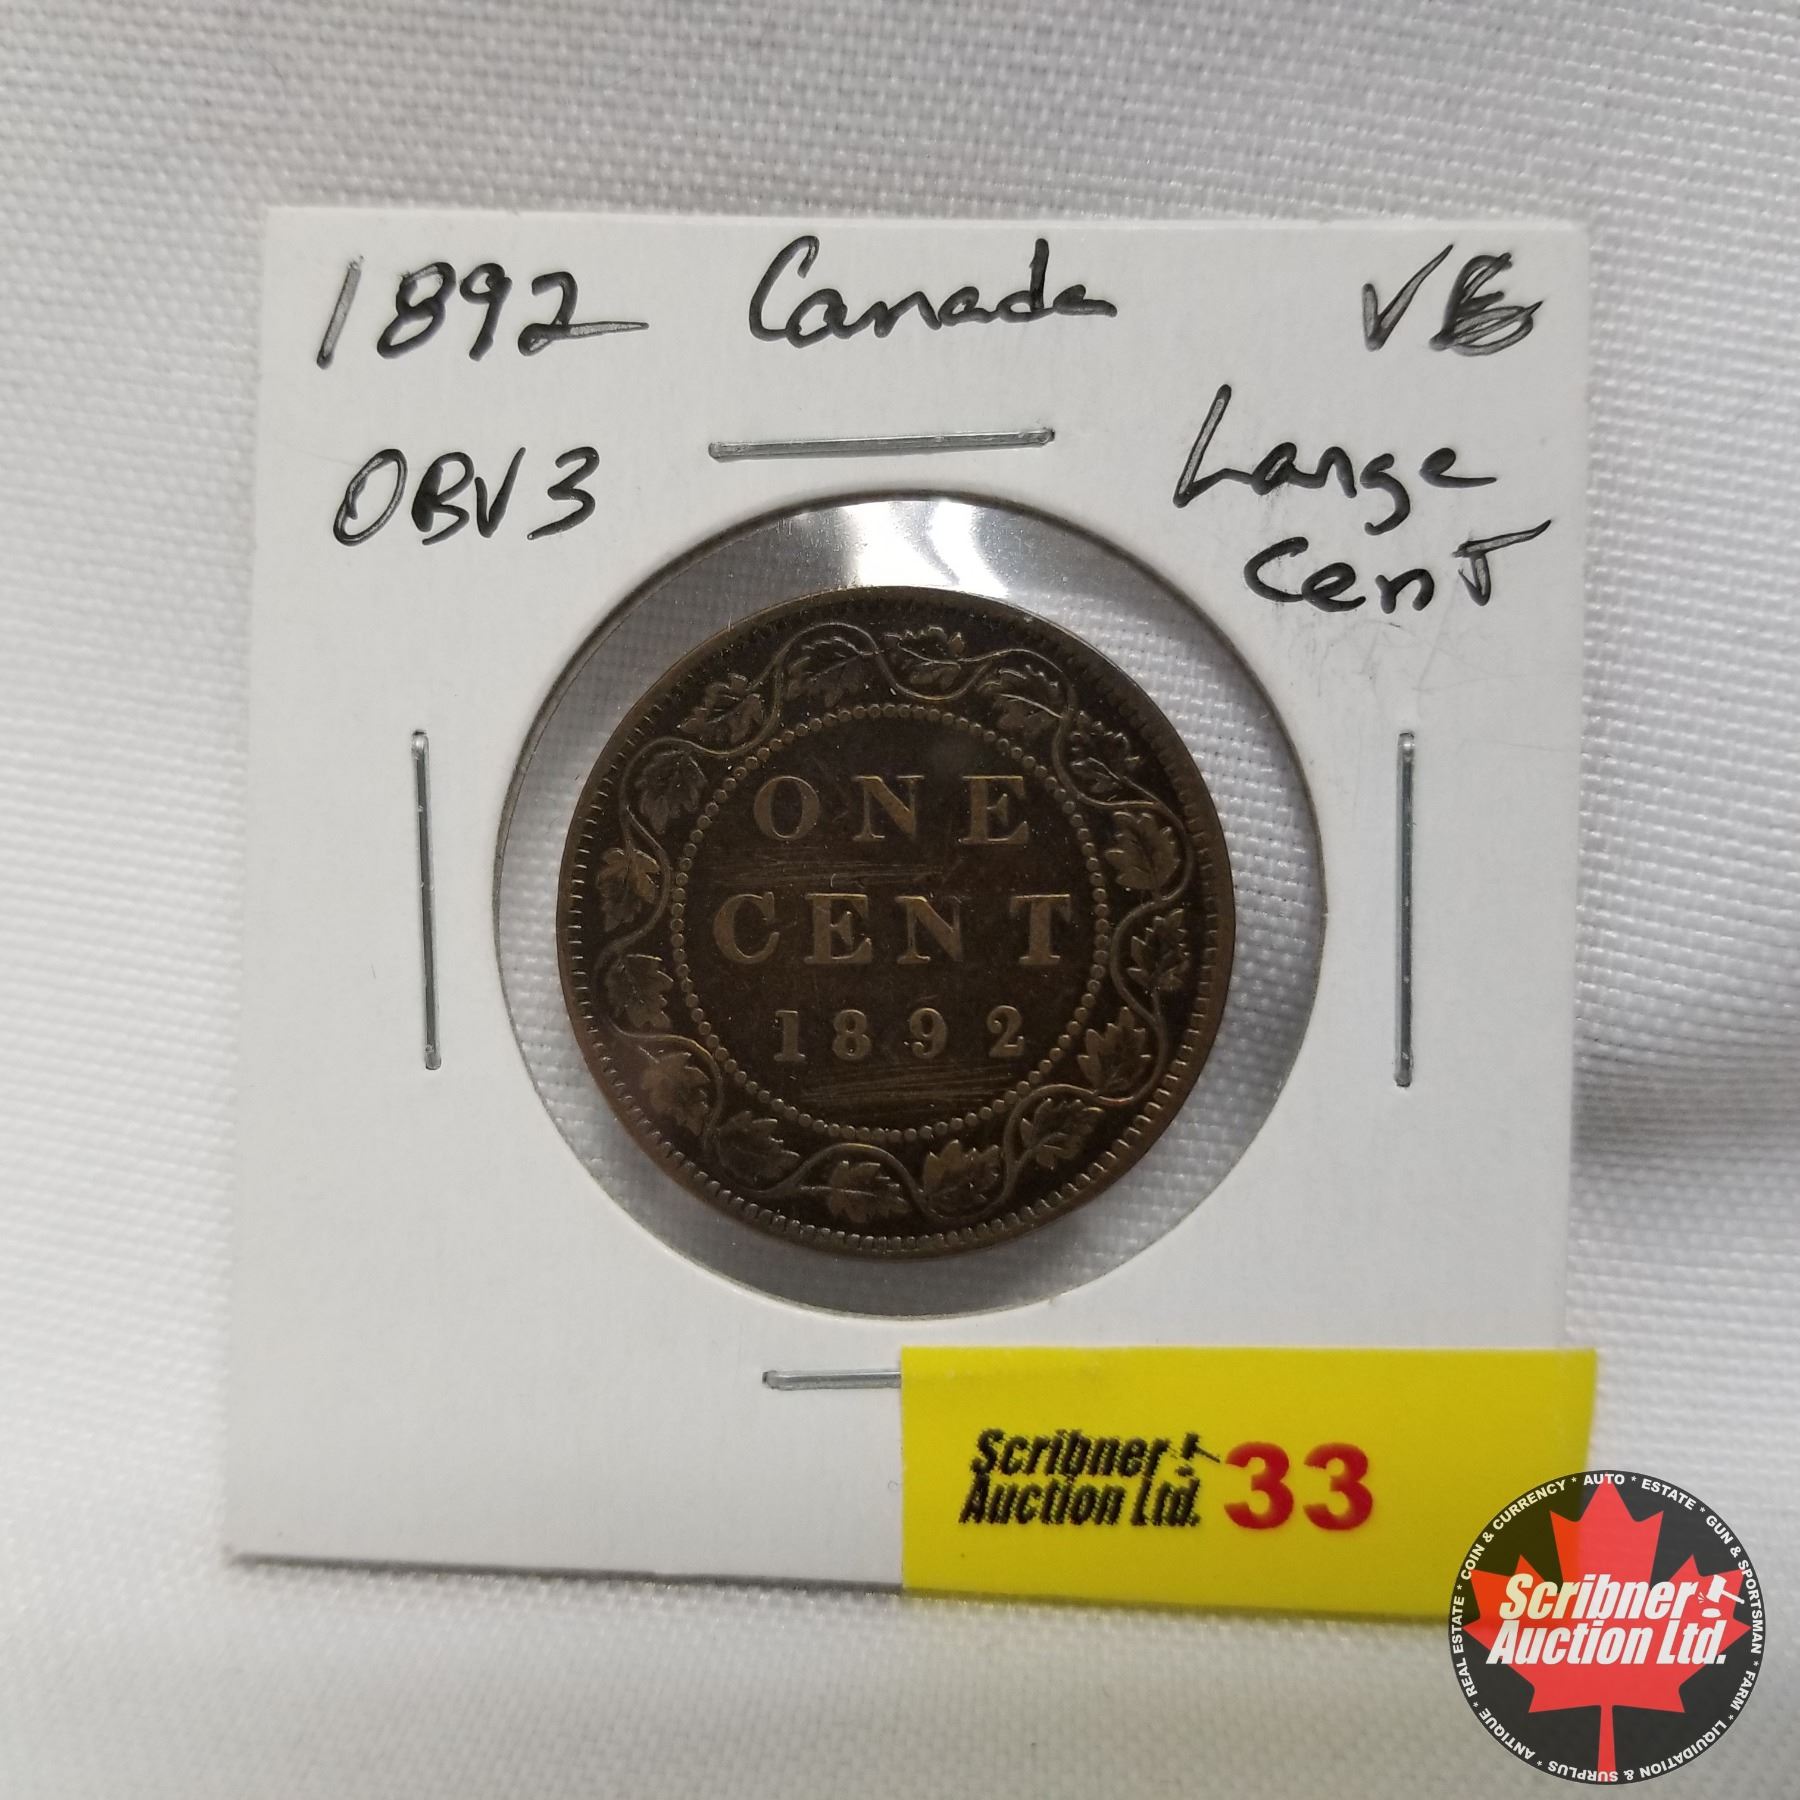 1892 Canada
OBV3
Large
Cent
ONE
CENT
1892
Scribner
Auction Ltd. 33
COIN & CURRENCY * AUTO * ESTATE * GUN & SPORTSMAN * FARM * LIQUIDATION & SURPLUS * ANTIQUE * REAL ESTATE *
Scribner
Auction Ltd.